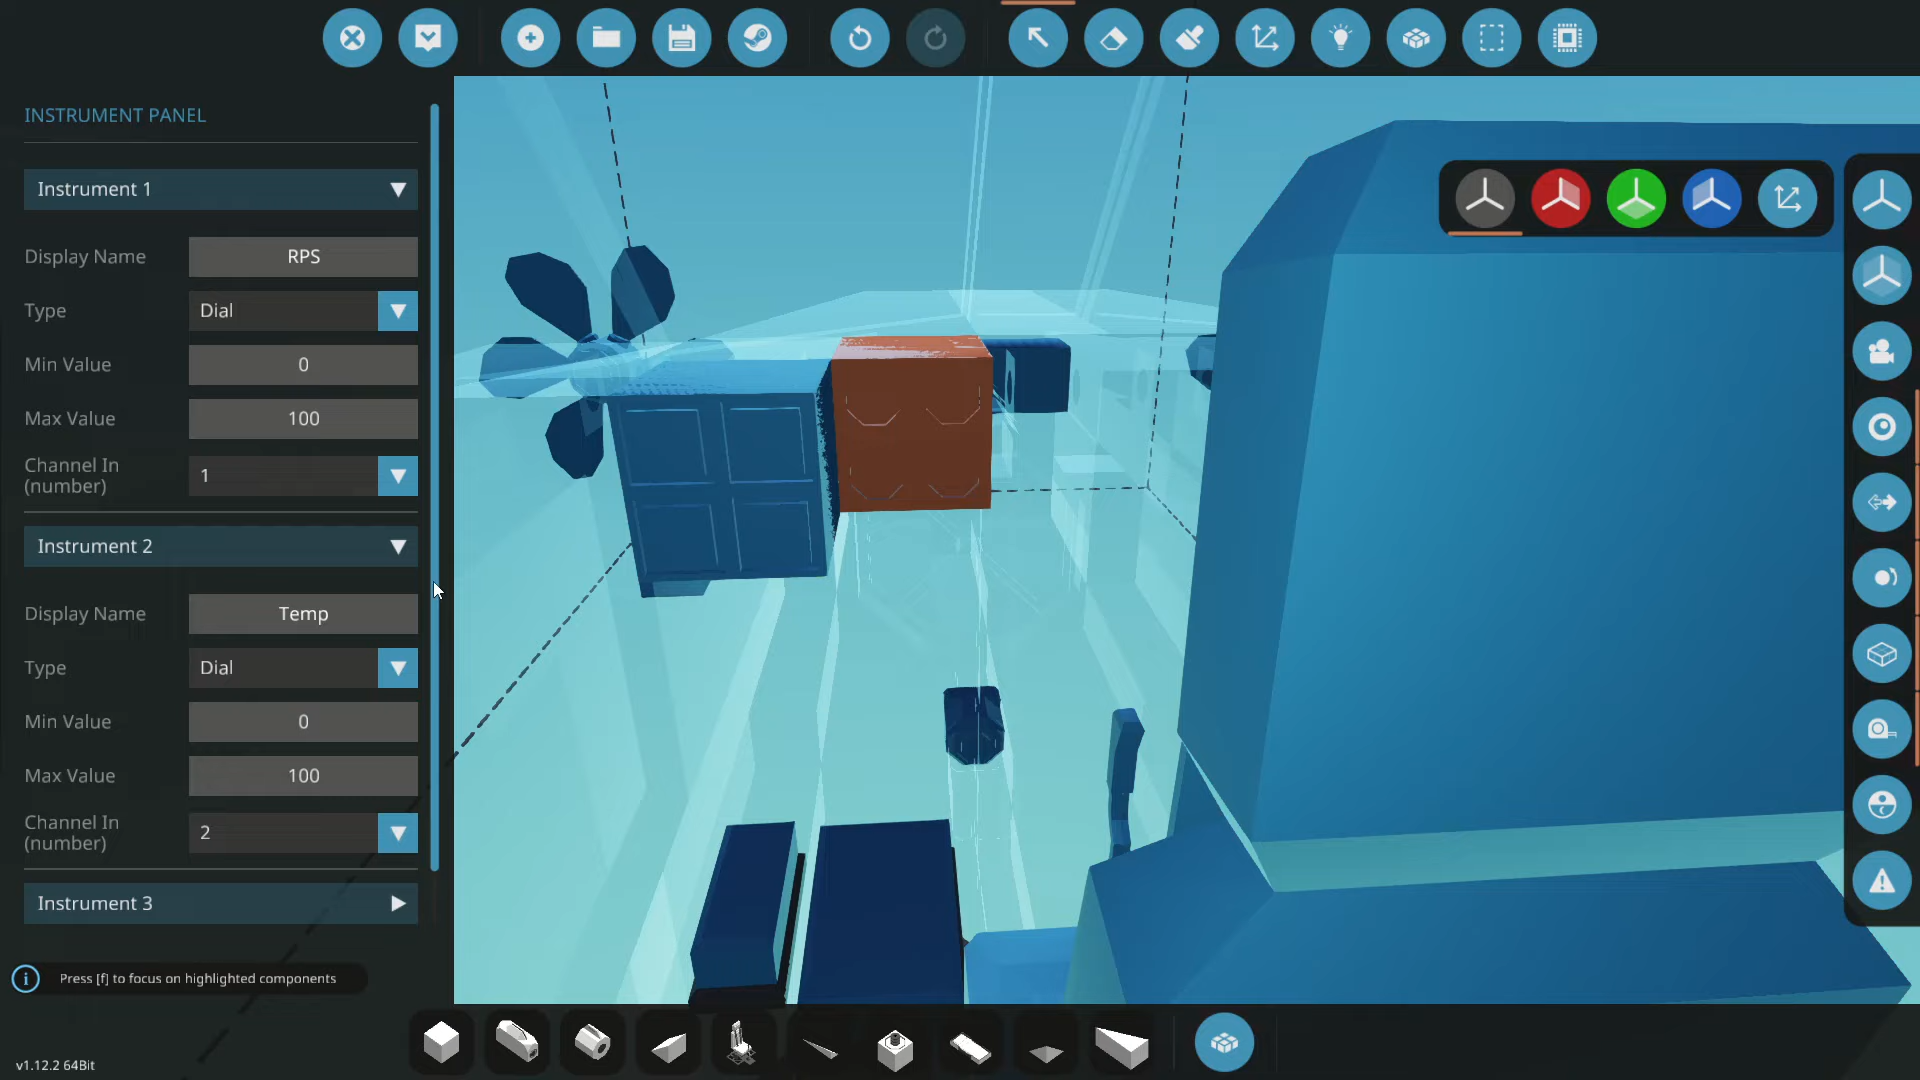 INSTRUMENT PANEL
Instrument 1
Display Name RPS
Type Dial
Min Value 0
Max Value 100
Channel In (number) 1
Instrument 2
Display Name Temp
Type Dial
Min Value 0
Max Value 100
Channel In (number) 2
Instrument 3
Press [f] to focus on highlighted components
v1.12.2 64Bit